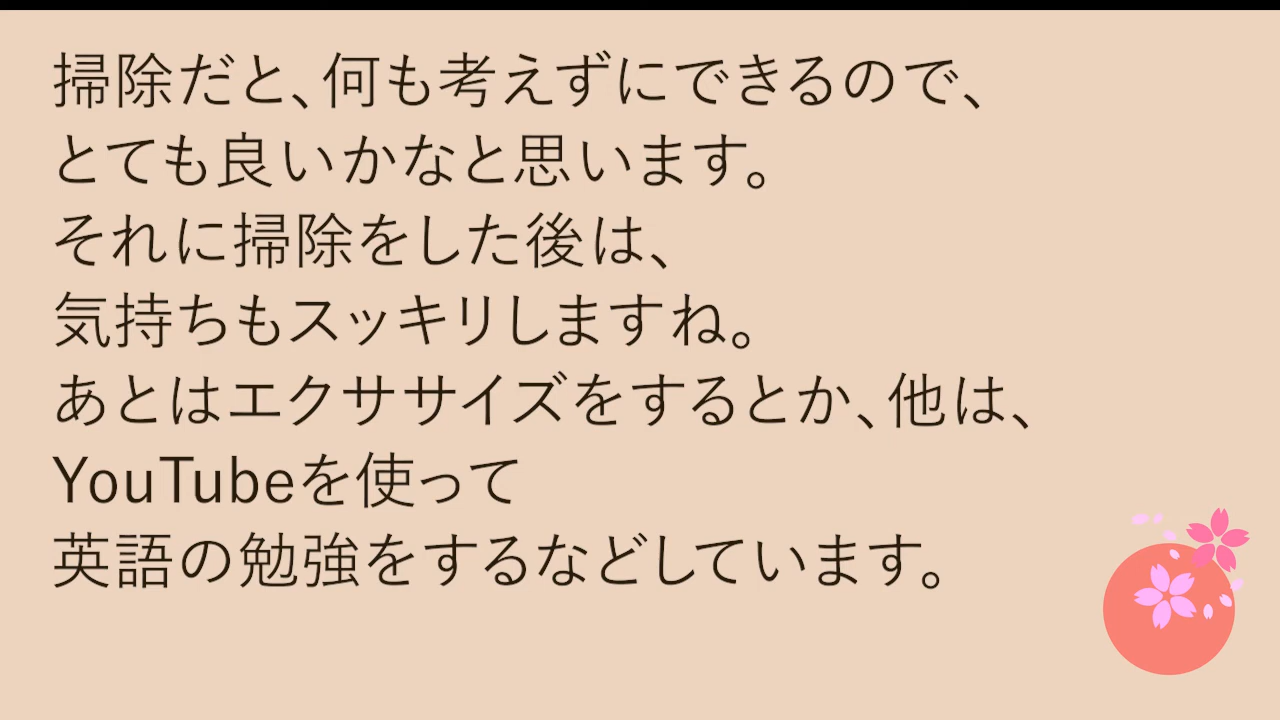 掃除だと、何も考えずにできるので、
とても良いかなと思います。
それに掃除をした後は、
気持ちもスッキリしますね。
あとはエクササイズをするとか、他は、
YouTubeを使って
英語の勉強をするなどしています。